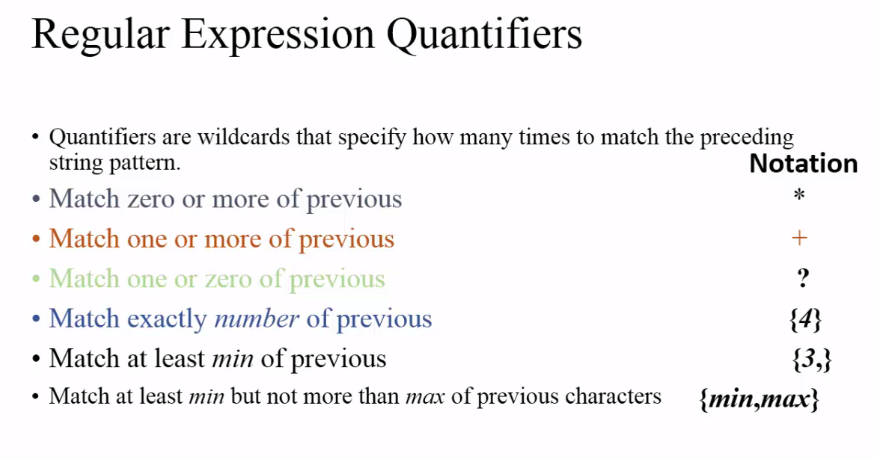 Regular Expression Quantifiers
• Quantifiers are wildcards that specify how many times to match the preceding
string pattern.
Notation
• Match zero or more of previous *
• Match one or more of previous +
• Match one or zero of previous ?
• Match exactly number of previous {4}
• Match at least min of previous {3,}
• Match at least min but not more than max of previous characters {min,max}